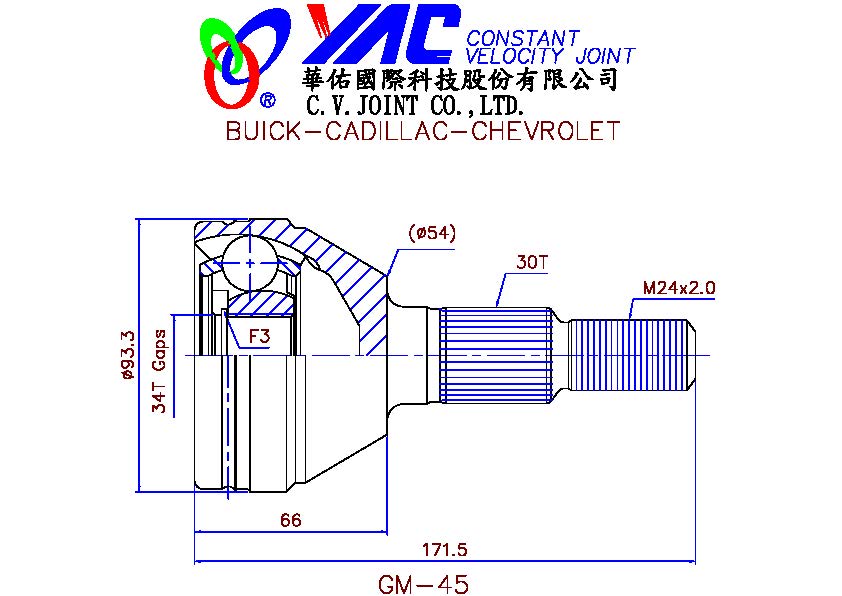 YAC CONSTANT
VELOCITY JOINT
®
華佑國際科技股份有限公司
C.V.JOINT CO.,LTD.
BUICK-CADILLAC-CHEVROLET
(ø54)
30T
M24x2.0
F3
ø93.3
34T Gaps
66
171.5
GM-45